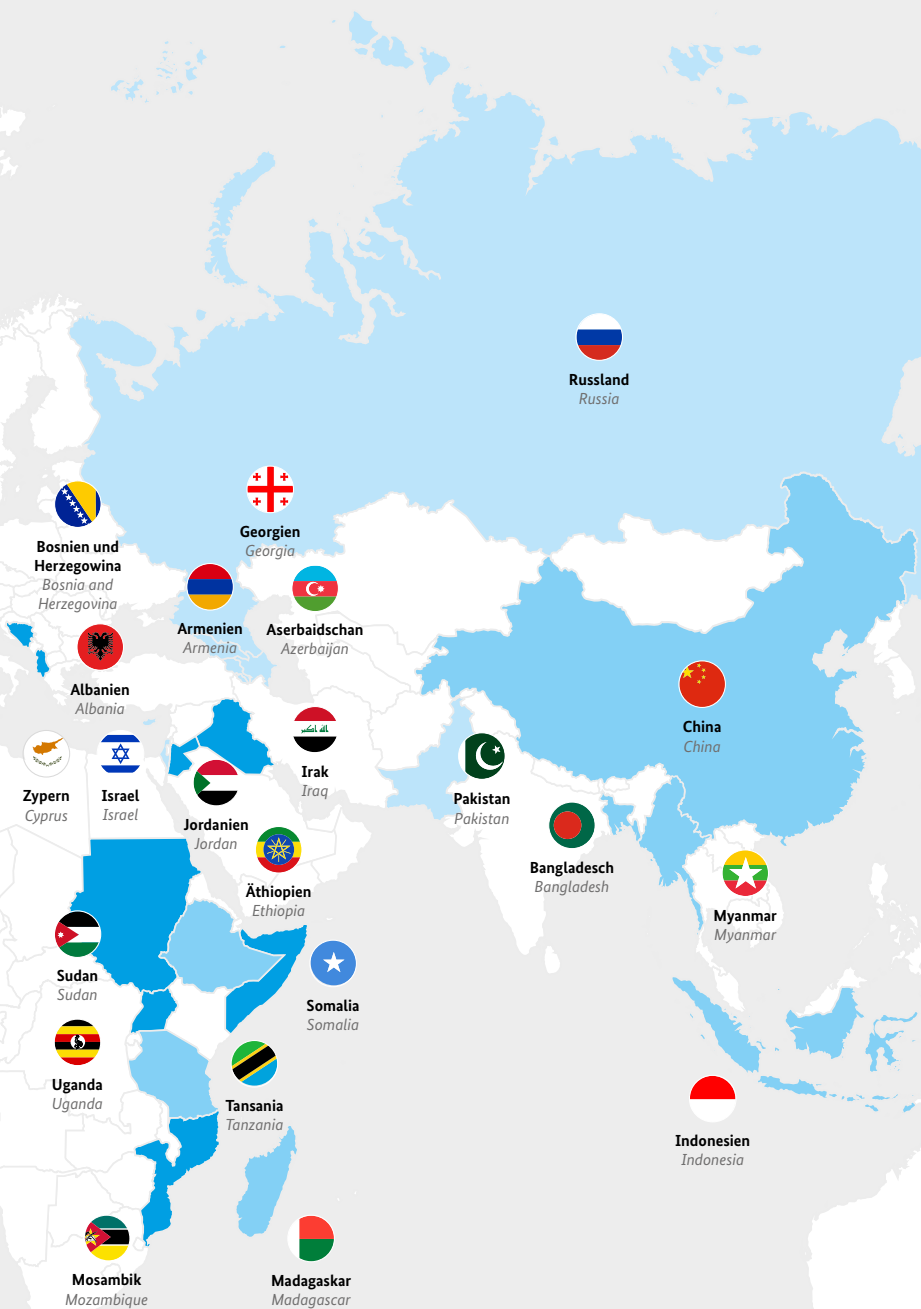 Russland
Russia
Georgien
Georgia
Bosnien und
Herzegowina
Bosnia and
Herzegovina
Armenien
Armenia
Aserbaidschan
Azerbaijan
Albanien
Albania
China
China
Zypern
Cyprus
Israel
Israel
Irak
Iraq
Jordanien
Jordan
Pakistan
Pakistan
Bangladesch
Bangladesh
Äthiopien
Ethiopia
Myanmar
Myanmar
Sudan
Sudan
Somalia
Somalia
Uganda
Uganda
Tansania
Tanzania
Indonesien
Indonesia
Mosambik
Mozambique
Madagaskar
Madagascar